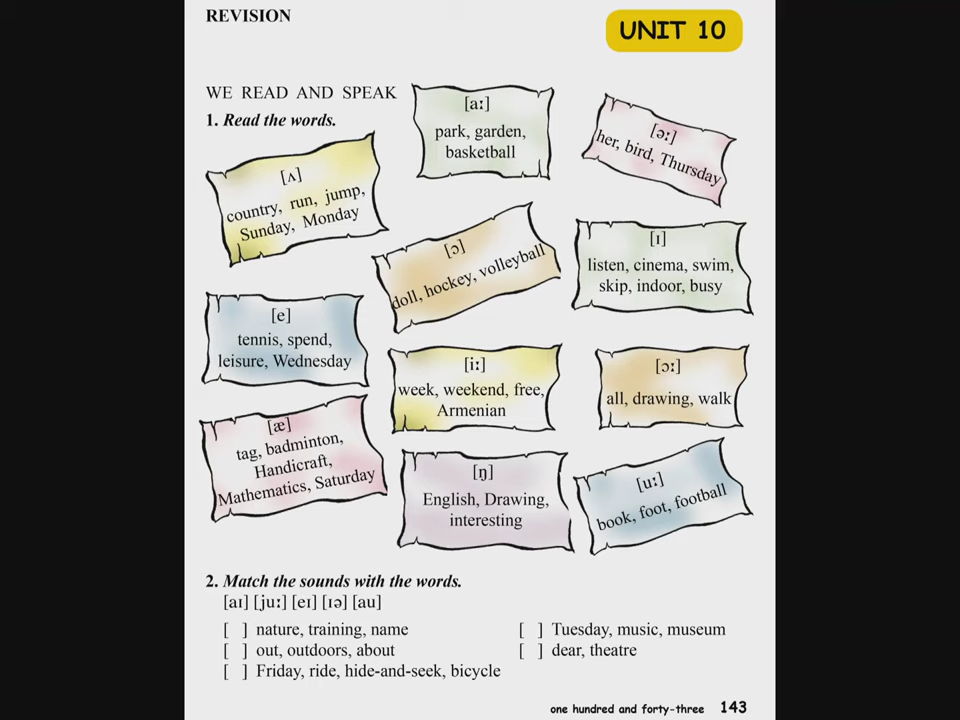 REVISION
UNIT 10
WE READ AND SPEAK
1. Read the words.
[aː]
park, garden,
basketball
[əː]
her, bird, Thursday
[ʌ]
country, run, jump,
Sunday, Monday
[ɔ]
doll, hockey, volleyball
[ɪ]
listen, cinema, swim,
skip, indoor, busy
[e]
tennis, spend,
leisure, Wednesday
[iː]
week, weekend, free,
Armenian
[ɔː]
all, drawing, walk
[æ]
tag, badminton,
Handicraft,
Mathematics, Saturday
[ŋ]
English, Drawing,
interesting
[uː]
book, foot, football
2. Match the sounds with the words.
[aɪ] [juː] [eɪ] [ɪə] [au]
[ ] nature, training, name
[ ] out, outdoors, about
[ ] Friday, ride, hide-and-seek, bicycle
[ ] Tuesday, music, museum
[ ] dear, theatre
one hundred and forty-three 143